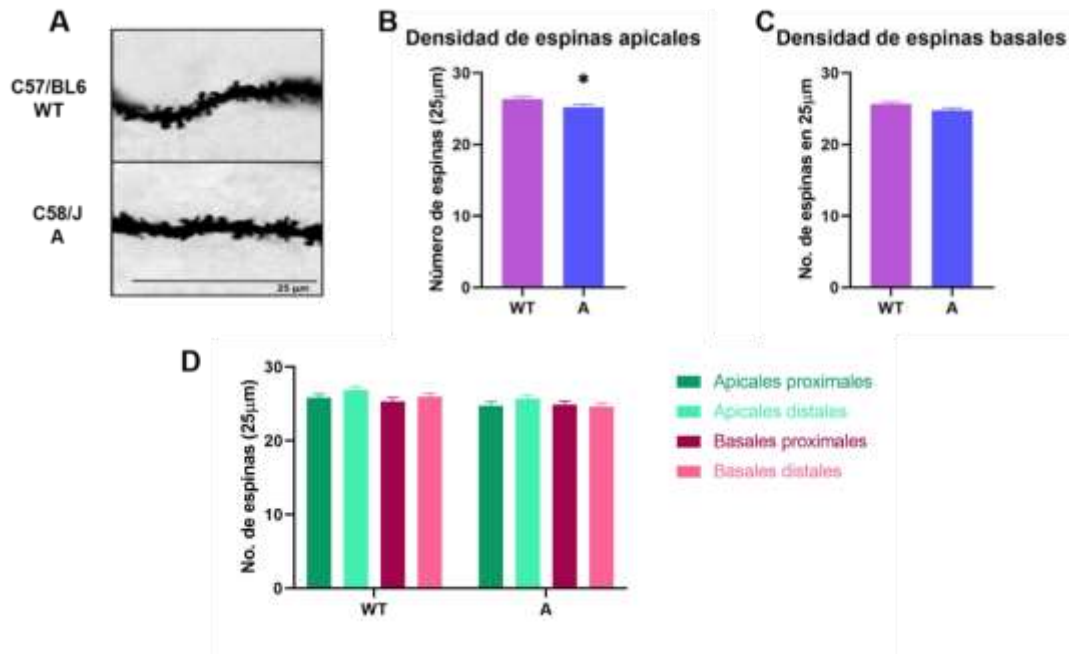 A
C57/BL6
WT
C58/J
A
25 µm
B
Densidad de espinas apicales
Número de espinas (25µm)
30
20
10
0
*
WT
A
C
Densidad de espinas basales
No. de espinas en 25µm
30
20
10
0
WT
A
D
No. de espinas (25µm)
30
20
10
0
WT
A
Apicales proximales
Apicales distales
Basales proximales
Basales distales